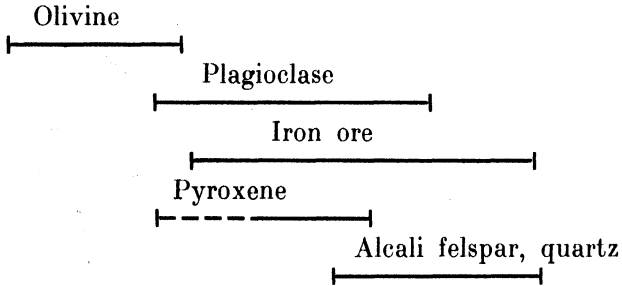 Olivine
Plagioclase
Iron ore
Pyroxene
Alcali felspar, quartz